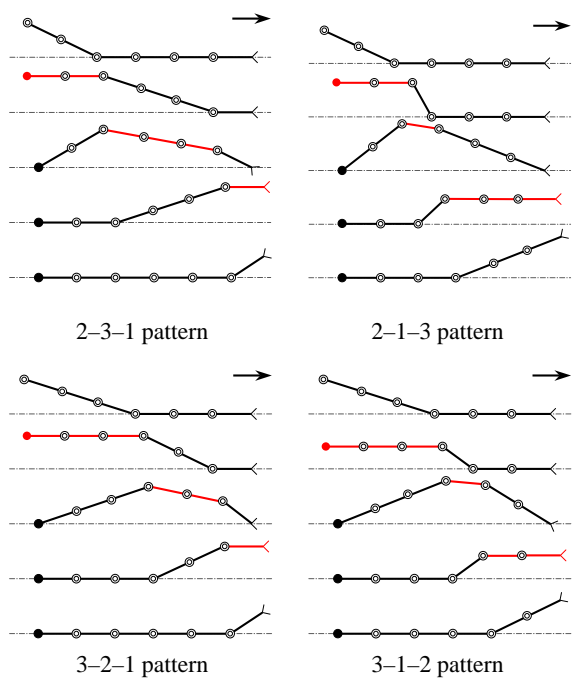 2–3–1 pattern
2–1–3 pattern
3–2–1 pattern
3–1–2 pattern